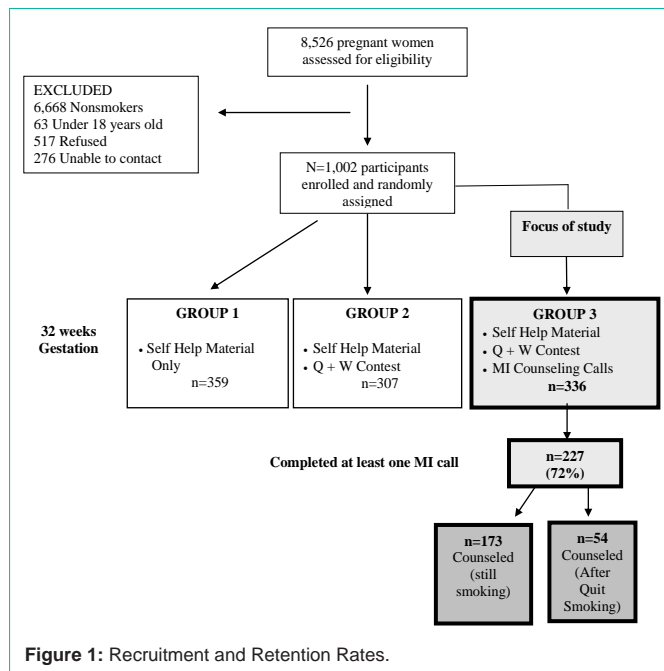 8,526 pregnant women
assessed for eligibility
EXCLUDED
6,668 Nonsmokers
63 Under 18 years old
517 Refused
276 Unable to contact
N=1,002 participants
enrolled and randomly
assigned
Focus of study
32 weeks
Gestation
GROUP 1
• Self Help Material
Only
n=359
GROUP 2
• Self Help Material
• Q + W Contest
n=307
GROUP 3
• Self Help Material
• Q + W Contest
• MI Counseling Calls
n=336
Completed at least one MI call
n=227
(72%)
n=173
Counseled
(still
smoking)
n=54
Counseled
(After
Quit
Smoking)
Figure 1: Recruitment and Retention Rates.